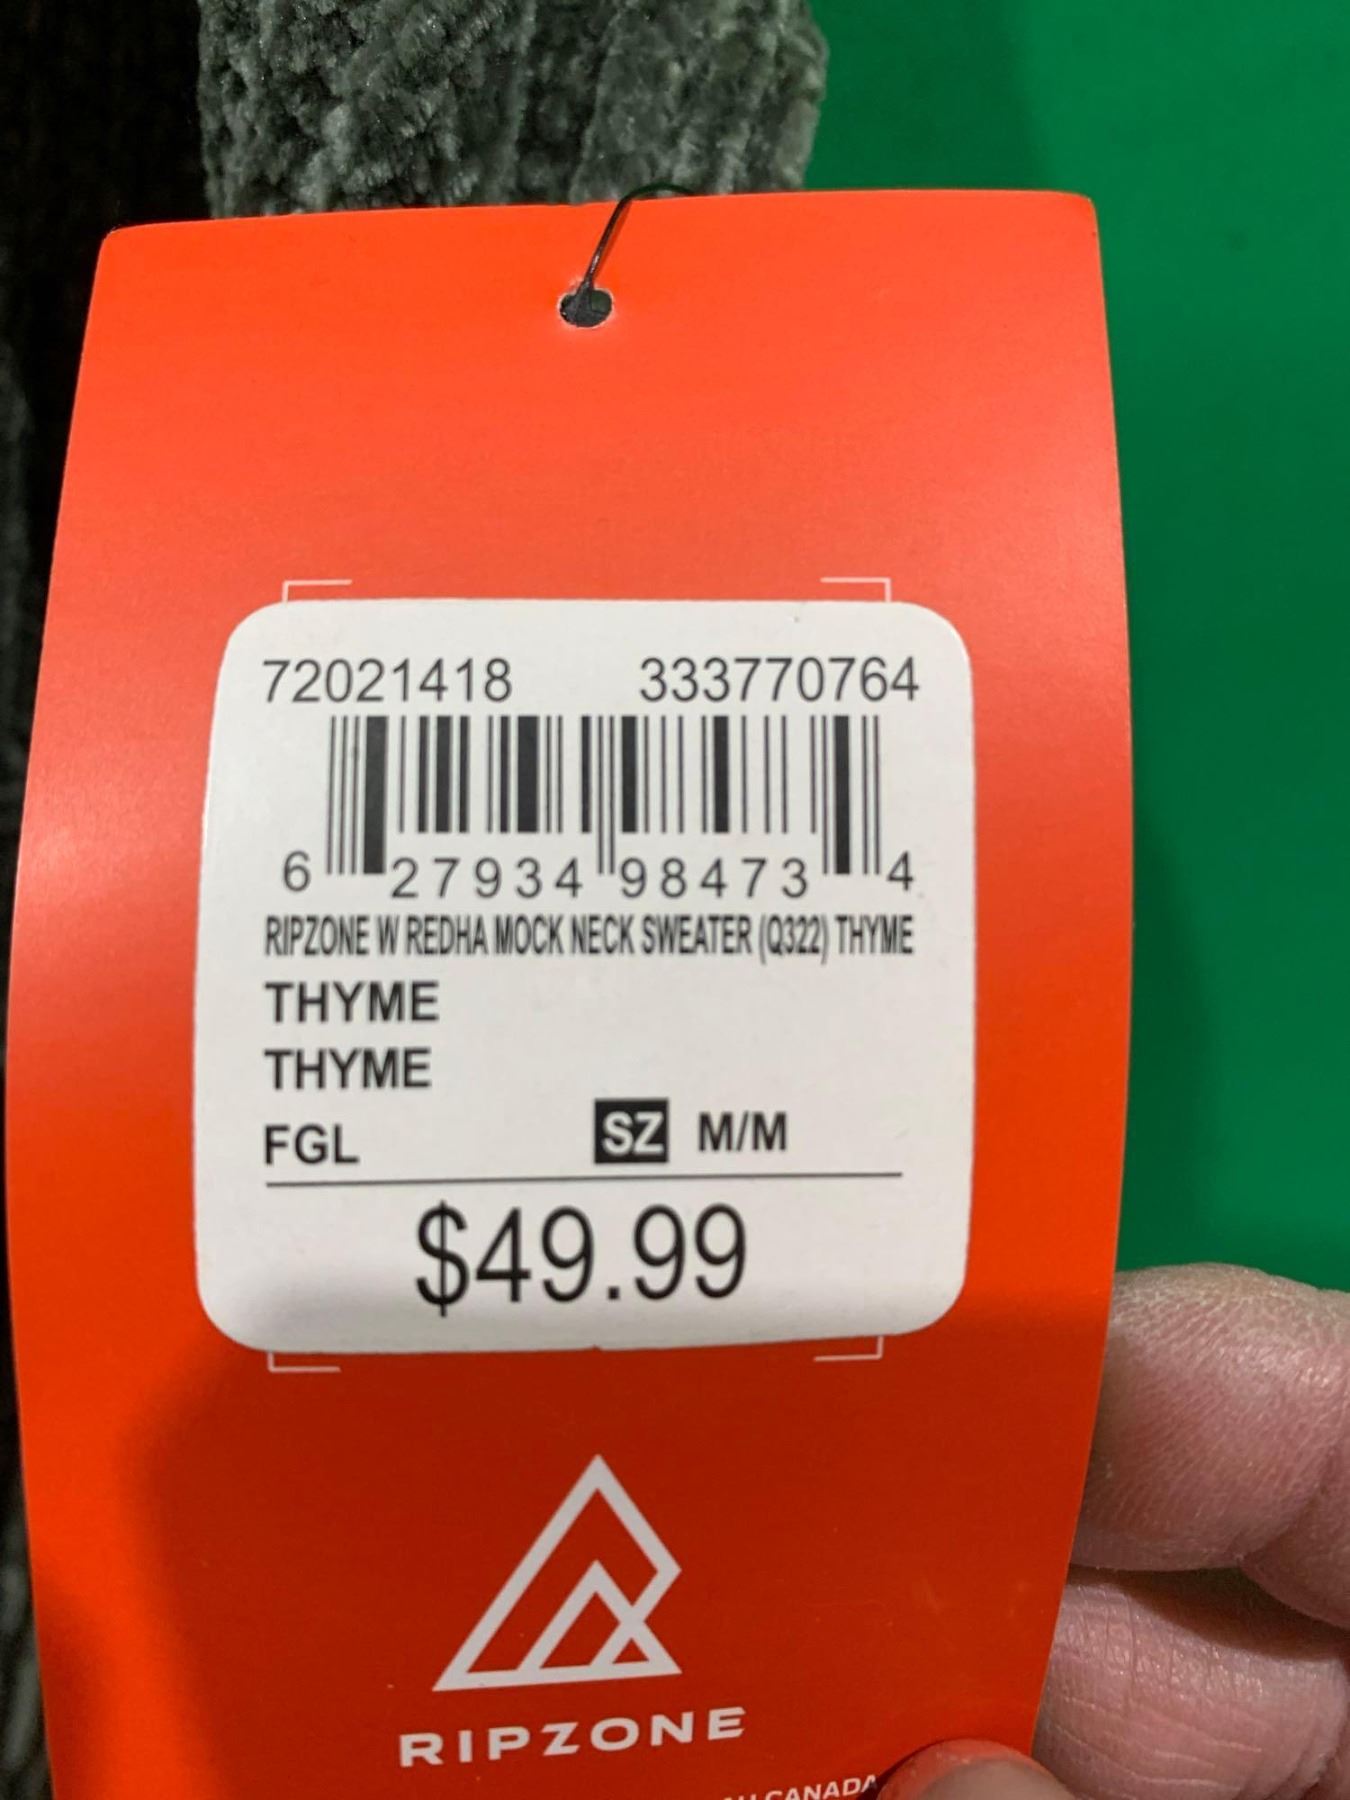 72021418 333770764
6 27934 98473 4
RIPZONE W REDHA MOCK NECK SWEATER (Q322) THYME
THYME
THYME
FGL SZ M/M
$49.99
RIPZONE
CANADA